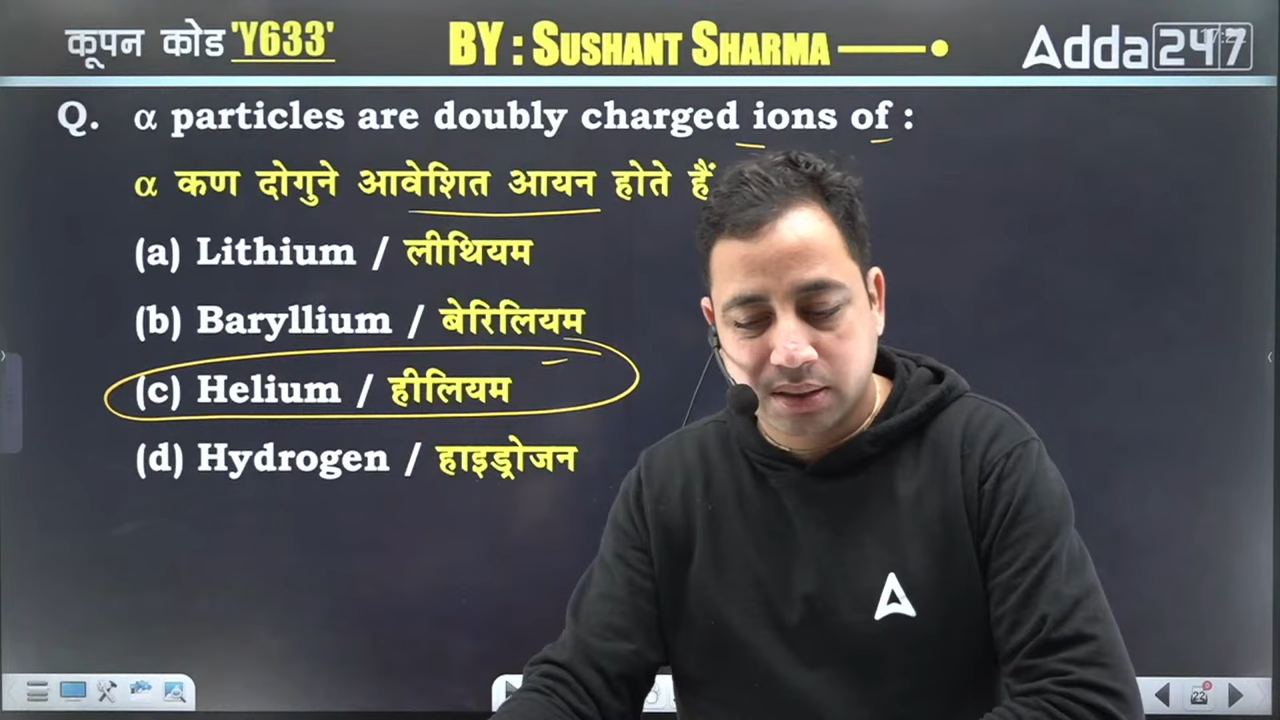 कूपन कोड 'Y633' BY : SUSHANT SHARMA Adda247
Q. α particles are doubly charged ions of :
α कण दोगुने आवेशित आयन होते हैं
(a) Lithium / लीथियम
(b) Baryllium / बेरिलियम
(c) Helium / हीलियम
(d) Hydrogen / हाइड्रोजन
22